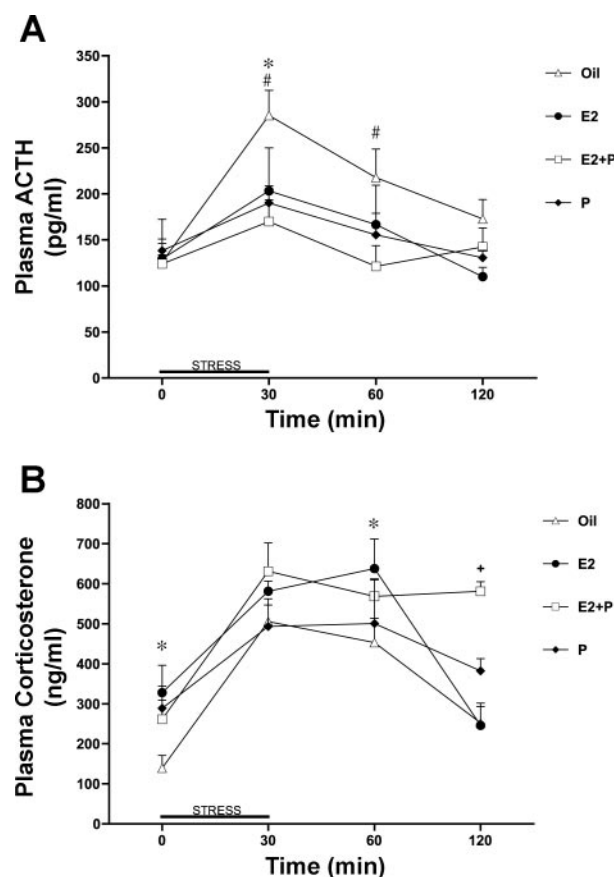 A
Plasma ACTH
(pg/ml)
350
300
250
200
150
100
50
0
*
#
#
STRESS
0 30 60 120
Time (min)
Oil
E2
E2+P
P
B
Plasma Corticosterone
(ng/ml)
800
700
600
500
400
300
200
100
0
*
*
+
STRESS
0 30 60 120
Time (min)
Oil
E2
E2+P
P